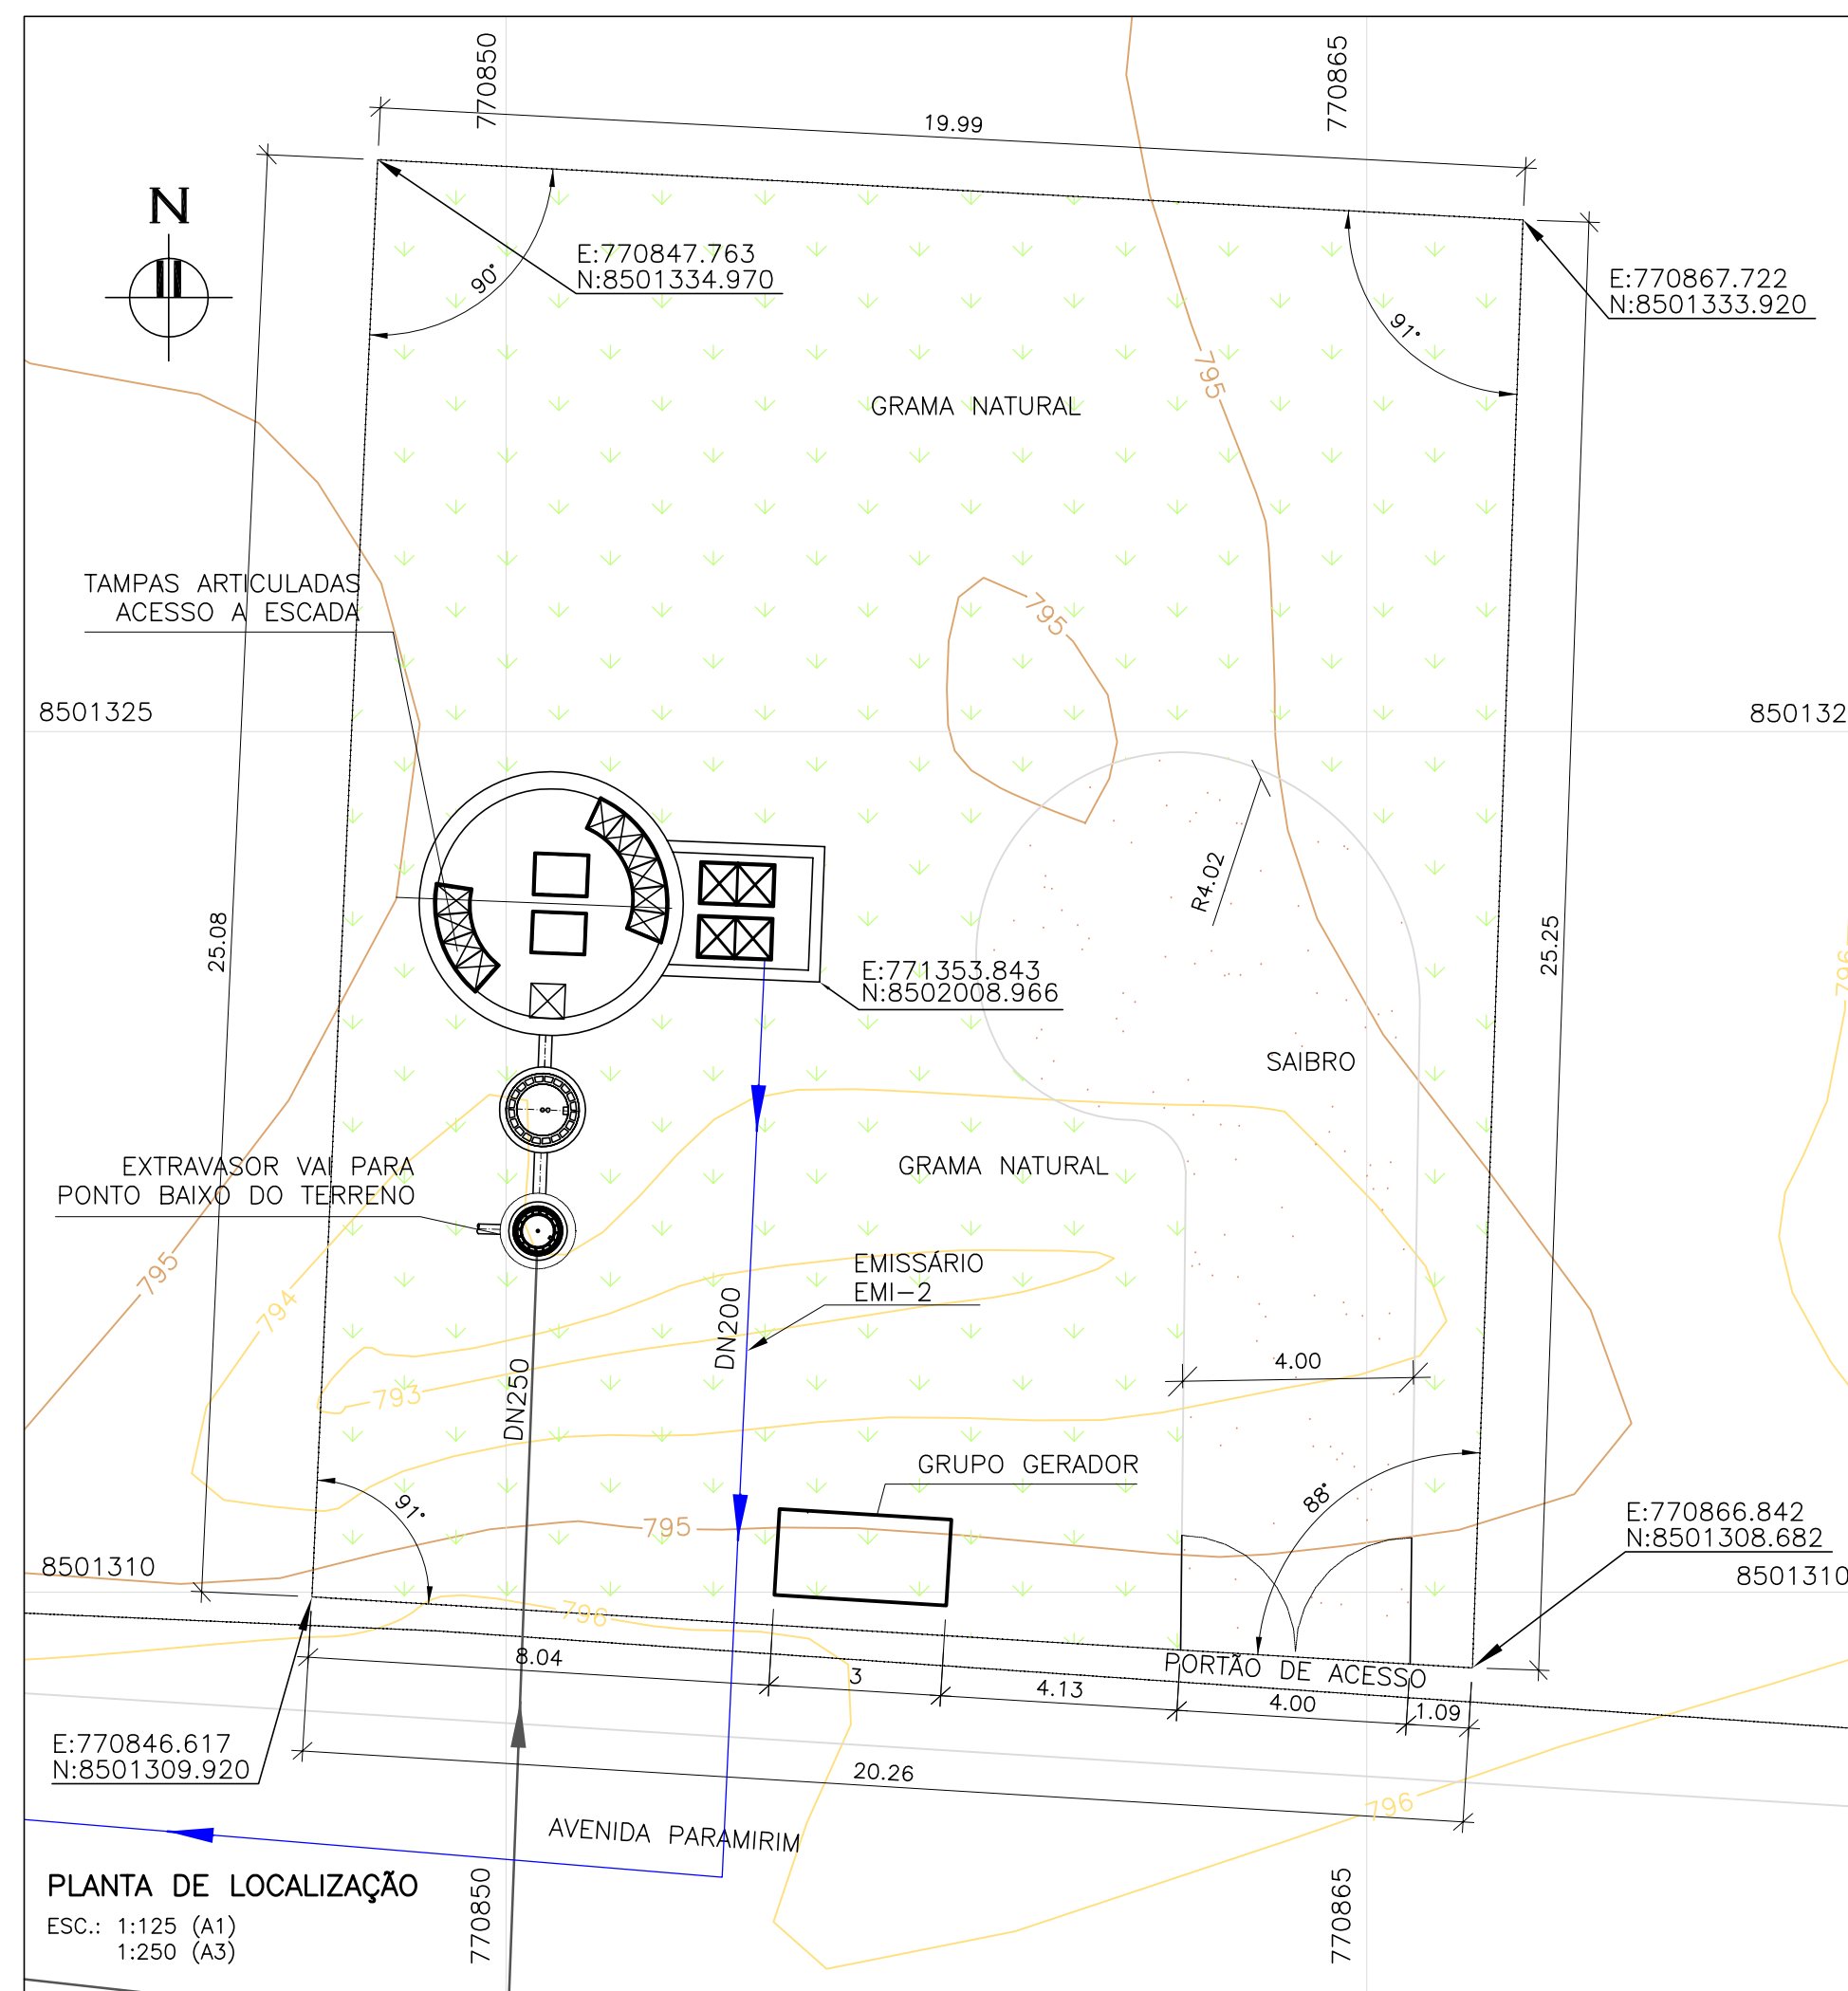 770850
770865
19.99
N
E:770847.763
N:8501334.970
90°
E:770867.722
N:8501333.920
91°
795
GRAMA NATURAL
TAMPAS ARTICULADAS
ACESSO A ESCADA
795
8501325
850132
R4.02
25.08
25.25
E:771353.843
N:8502008.966
796
SAIBRO
EXTRAVASOR VAI PARA
PONTO BAIXO DO TERRENO
GRAMA NATURAL
795
794
EMISSÁRIO
EMI-2
DN200
DN250
793
4.00
GRUPO GERADOR
91°
88°
795
E:770866.842
N:8501308.682
8501310
8501310
796
8.04
3
4.13
PORTÃO DE ACESSO
4.00
1.09
E:770846.617
N:8501309.920
20.26
796
AVENIDA PARAMIRIM
PLANTA DE LOCALIZAÇÃO
ESC.: 1:125 (A1)
1:250 (A3)
770850
770865